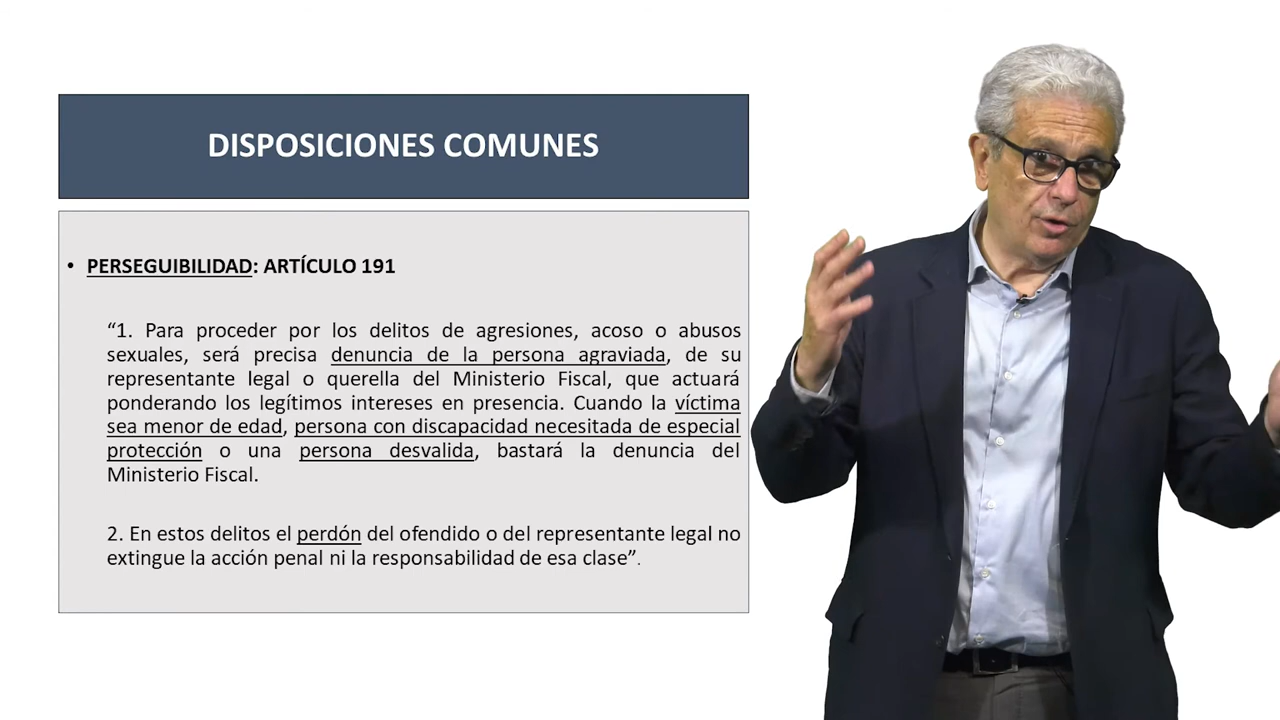 DISPOSICIONES COMUNES
• PERSEGUIBILIDAD: ARTÍCULO 191
“1. Para proceder por los delitos de agresiones, acoso o abusos
sexuales, será precisa denuncia de la persona agraviada, de su
representante legal o querella del Ministerio Fiscal, que actuará
ponderando los legítimos intereses en presencia. Cuando la víctima
sea menor de edad, persona con discapacidad necesitada de especial
protección o una persona desvalida, bastará la denuncia del
Ministerio Fiscal.
2. En estos delitos el perdón del ofendido o del representante legal no
extingue la acción penal ni la responsabilidad de esa clase”.